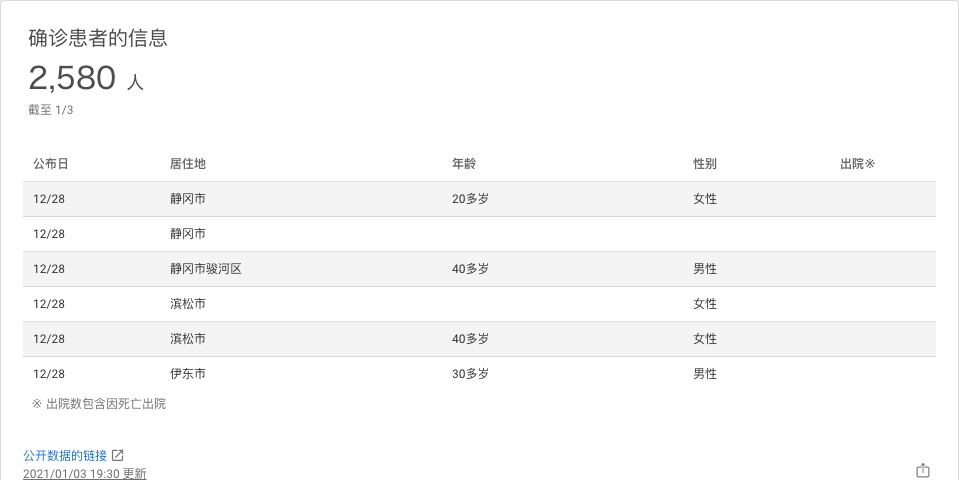 确诊患者的信息
2,580 人
截至 1/3
公布日 居住地 年龄 性别 出院※
12/28 静冈市 20多岁 女性
12/28 静冈市
12/28 静冈市骏河区 40多岁 男性
12/28 滨松市 女性
12/28 滨松市 40多岁 女性
12/28 伊东市 30多岁 男性
※ 出院数包含因死亡出院
公开数据的链接
2021/01/03 19:30 更新